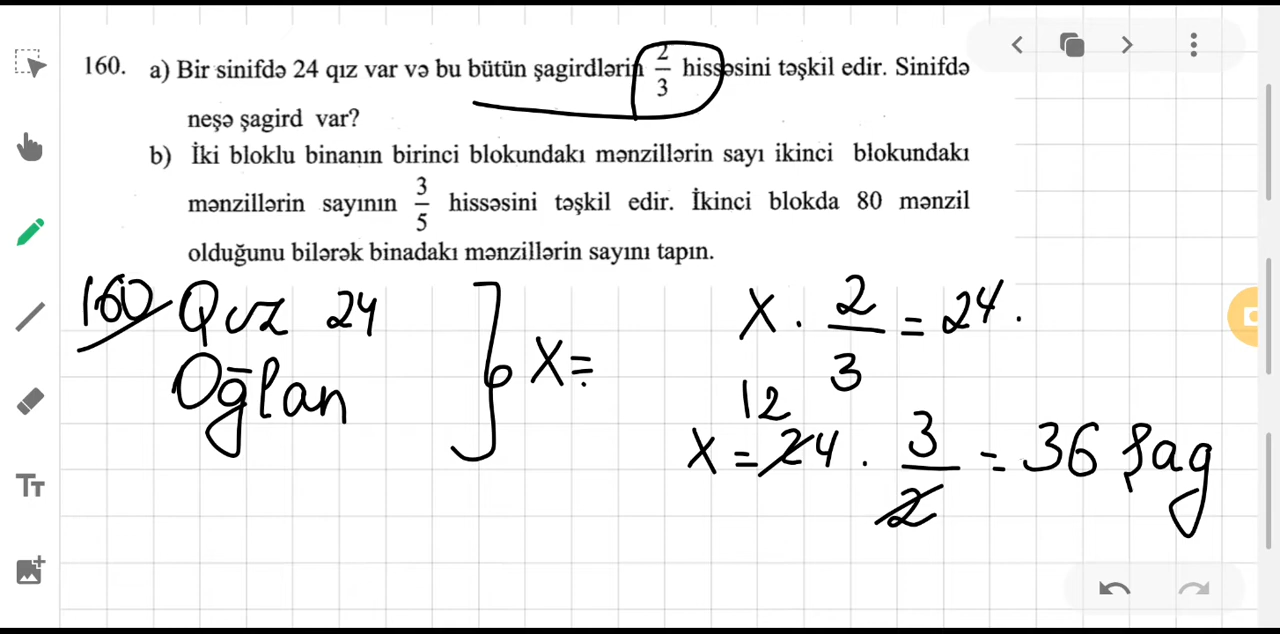 160. a) Bir sinifdə 24 qız var və bu bütün şagirdlərin 2/3 hissəsini təşkil edir. Sinifdə
neşə şagird var?
b) İki bloklu binanın birinci blokundakı mənzillərin sayı ikinci blokundakı
mənzillərin sayının 3/5 hissəsini təşkil edir. İkinci blokda 80 mənzil
olduğunu bilərək binadakı mənzillərin sayını tapın.
160 Qız 24
Oğlan
X=
X · 2/3 = 24.
12
X = 24 · 3/2 = 36 Şag
TT